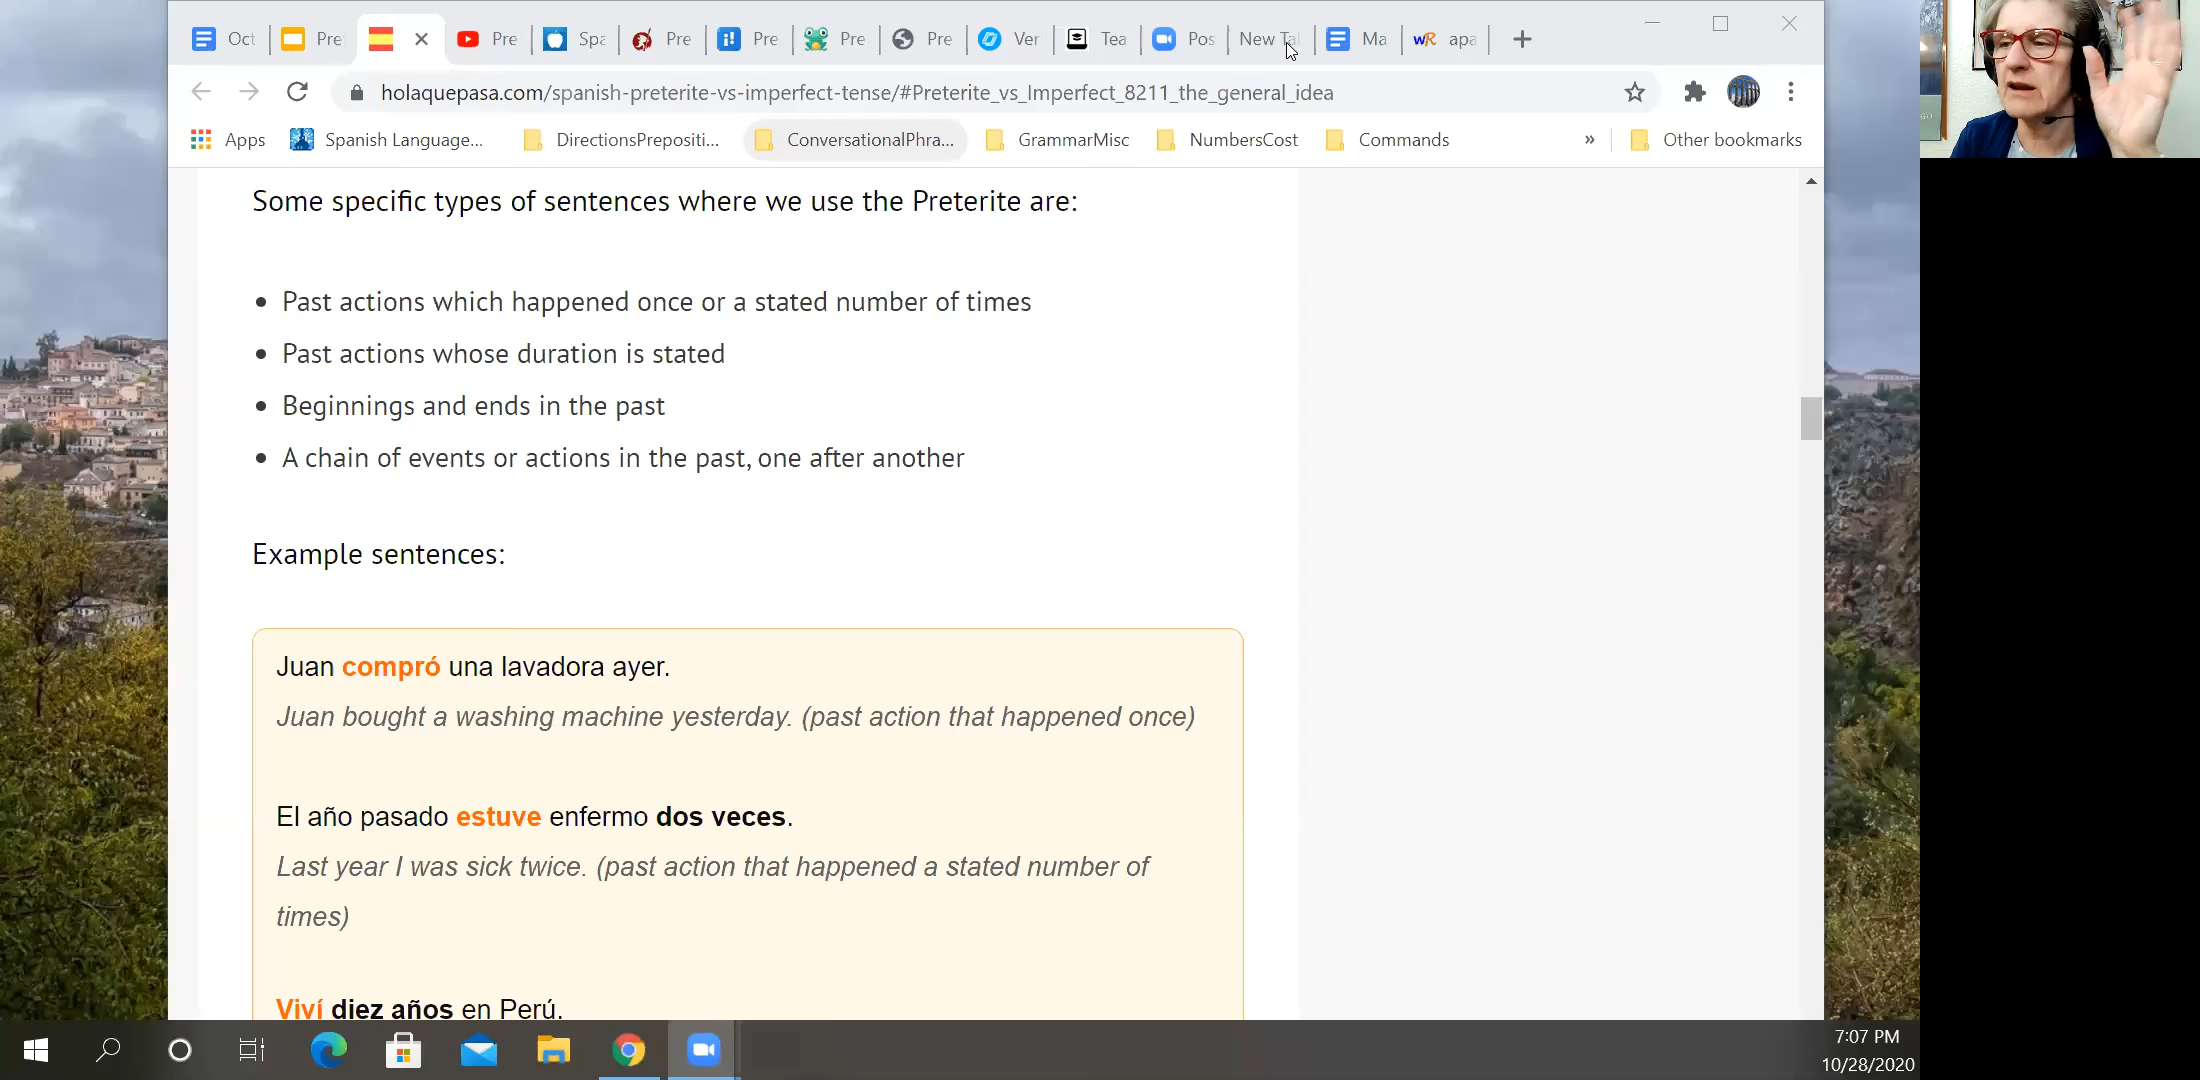 Oct Pre Pre Spa Pre Pre Pre Pre Ver Tea Pos New Ta Ma wR apa
holaquepasa.com/spanish-preterite-vs-imperfect-tense/#Preterite_vs_Imperfect_8211_the_general_idea
Apps Spanish Language... DirectionsPrepositi... ConversationalPhra... GrammarMisc NumbersCost Commands » Other bookmarks
Some specific types of sentences where we use the Preterite are:
• Past actions which happened once or a stated number of times
• Past actions whose duration is stated
• Beginnings and ends in the past
• A chain of events or actions in the past, one after another
Example sentences:
Juan compró una lavadora ayer.
Juan bought a washing machine yesterday. (past action that happened once)
El año pasado estuve enfermo dos veces.
Last year I was sick twice. (past action that happened a stated number of
times)
Viví diez años en Perú.
7:07 PM
10/28/2020